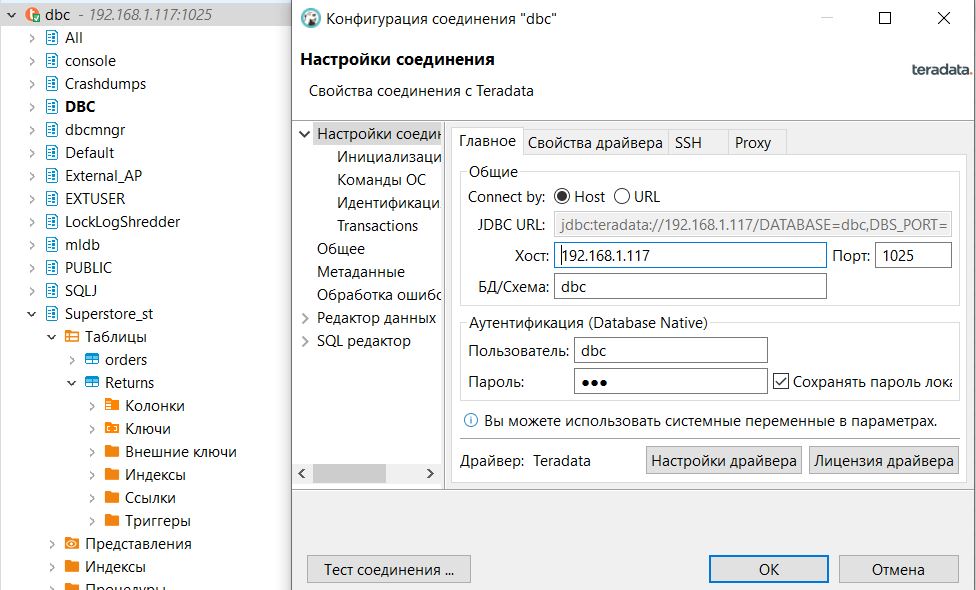 dbc - 192.168.1.117:1025
All
console
Crashdumps
DBC
dbcmngr
Default
External_AP
EXTUSER
LockLogShredder
mldb
PUBLIC
SQLJ
Superstore_st
Таблицы
orders
Returns
Колонки
Ключи
Внешние ключи
Индексы
Ссылки
Триггеры
Представления
Индексы
Процедуры
Конфигурация соединения "dbc"
Настройки соединения
Свойства соединения с Teradata
teradata.
Настройки соедин
Инициализаци
Команды ОС
Идентификаци
Transactions
Общее
Метаданные
Обработка ошибо
Редактор данных
SQL редактор
Главное Свойства драйвера SSH Proxy
Общие
Connect by: Host URL
JDBC URL: jdbc:teradata://192.168.1.117/DATABASE=dbc,DBS_PORT=
Хост: 192.168.1.117 Порт: 1025
БД/Схема: dbc
Аутентификация (Database Native)
Пользователь: dbc
Пароль: ●●● Сохранять пароль лока
Вы можете использовать системные переменные в параметрах.
Драйвер: Teradata Настройки драйвера Лицензия драйвера
Тест соединения ... OK Отмена